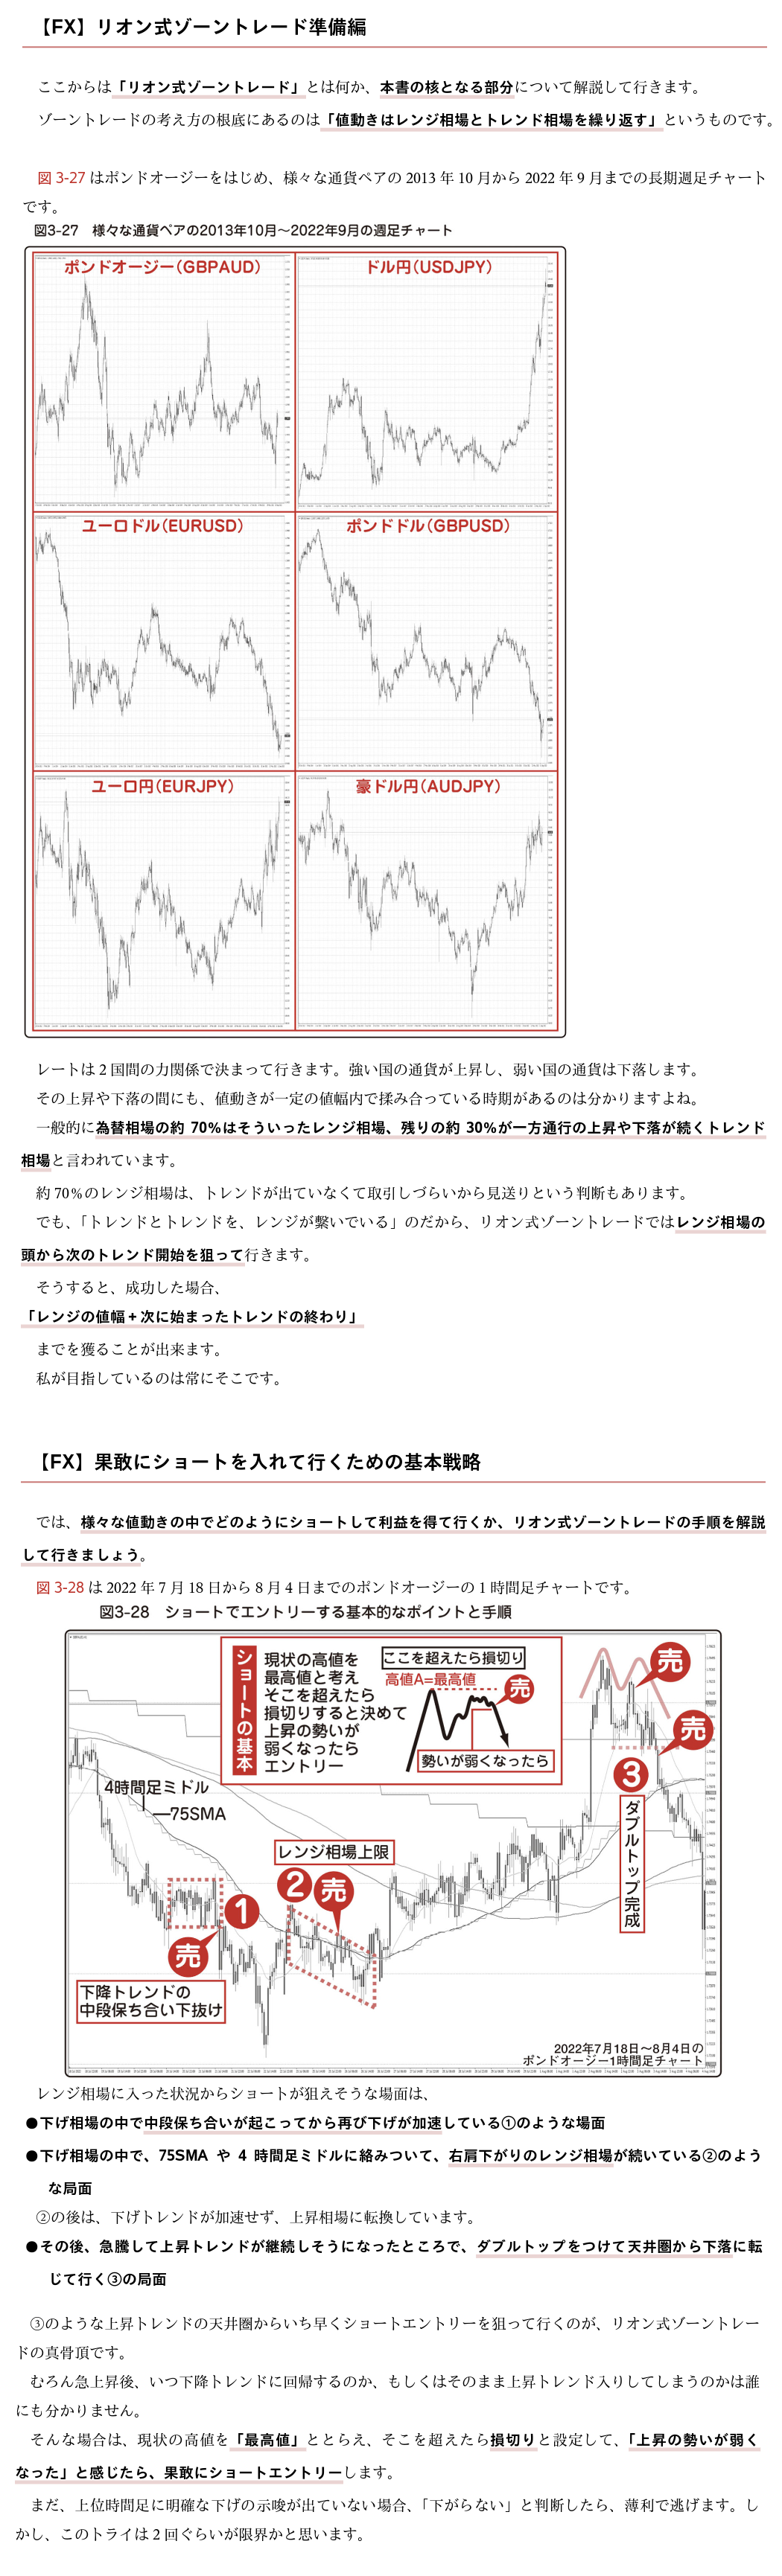 【FX】リオン式ゾーントレード準備編
ここからは「リオン式ゾーントレード」とは何か、本書の核となる部分について解説して行きます。
ゾーントレードの考え方の根底にあるのは「値動きはレンジ相場とトレンド相場を繰り返す」というものです。
図 3-27 はポンドオージーをはじめ、様々な通貨ペアの 2013 年 10 月から 2022 年 9 月までの長期週足チャート
です。
図3-27 様々な通貨ペアの2013年10月～2022年9月の週足チャート
ポンドオージー(GBPAUD)
ドル円(USDJPY)
ユーロドル(EURUSD)
ポンドドル(GBPUSD)
ユーロ円(EURJPY)
豪ドル円(AUDJPY)
レートは 2 国間の力関係で決まって行きます。強い国の通貨が上昇し、弱い国の通貨は下落します。
その上昇や下落の間にも、値動きが一定の値幅内で揉み合っている時期があるのは分かりますよね。
一般的に為替相場の約 70％はそういったレンジ相場、残りの約 30％が一方通行の上昇や下落が続くトレンド
相場と言われています。
約 70％のレンジ相場は、トレンドが出ていなくて取引しづらいから見送りという判断もあります。
でも、「トレンドとトレンドを、レンジが繋いでいる」のだから、リオン式ゾーントレードではレンジ相場の
頭から次のトレンド開始を狙って行きます。
そうすると、成功した場合、
「レンジの値幅＋次に始まったトレンドの終わり」
までを獲ることが出来ます。
私が目指しているのは常にそこです。
【FX】果敢にショートを入れて行くための基本戦略
では、様々な値動きの中でどのようにショートして利益を得て行くか、リオン式ゾーントレードの手順を解説
して行きましょう。
図 3-28 は 2022 年 7 月 18 日から 8 月 4 日までのポンドオージーの 1 時間足チャートです。
図3-28 ショートでエントリーする基本的なポイントと手順
ショートの基本
現状の高値を
最高値と考え
そこを超えたら
損切りすると決めて
上昇の勢いが
弱くなったら
エントリー
ここを超えたら損切り
高値A=最高値
売
勢いが弱くなったら
売
売
❸
ダブルトップ完成
4時間足ミドル
75SMA
レンジ相場上限
❷
売
❶
売
下降トレンドの
中段保ち合い下抜け
2022年7月18日～8月4日の
ポンドオージー1時間足チャート
レンジ相場に入った状況からショートが狙えそうな場面は、
●下げ相場の中で中段保ち合いが起こってから再び下げが加速している①のような場面
●下げ相場の中で、75SMA や 4 時間足ミドルに絡みついて、右肩下がりのレンジ相場が続いている②のよう
な局面
②の後は、下げトレンドが加速せず、上昇相場に転換しています。
●その後、急騰して上昇トレンドが継続しそうになったところで、ダブルトップをつけて天井圏から下落に転
じて行く③の局面
③のような上昇トレンドの天井圏からいち早くショートエントリーを狙って行くのが、リオン式ゾーントレー
ドの真骨頂です。
むろん急上昇後、いつ下降トレンドに回帰するのか、もしくはそのまま上昇トレンド入りしてしまうのかは誰
にも分かりません。
そんな場合は、現状の高値を「最高値」ととらえ、そこを超えたら損切りと設定して、「上昇の勢いが弱く
なった」と感じたら、果敢にショートエントリーします。
まだ、上位時間足に明確な下げの示唆が出ていない場合、「下がらない」と判断したら、薄利で逃げます。し
かし、このトライは 2 回ぐらいが限界かと思います。